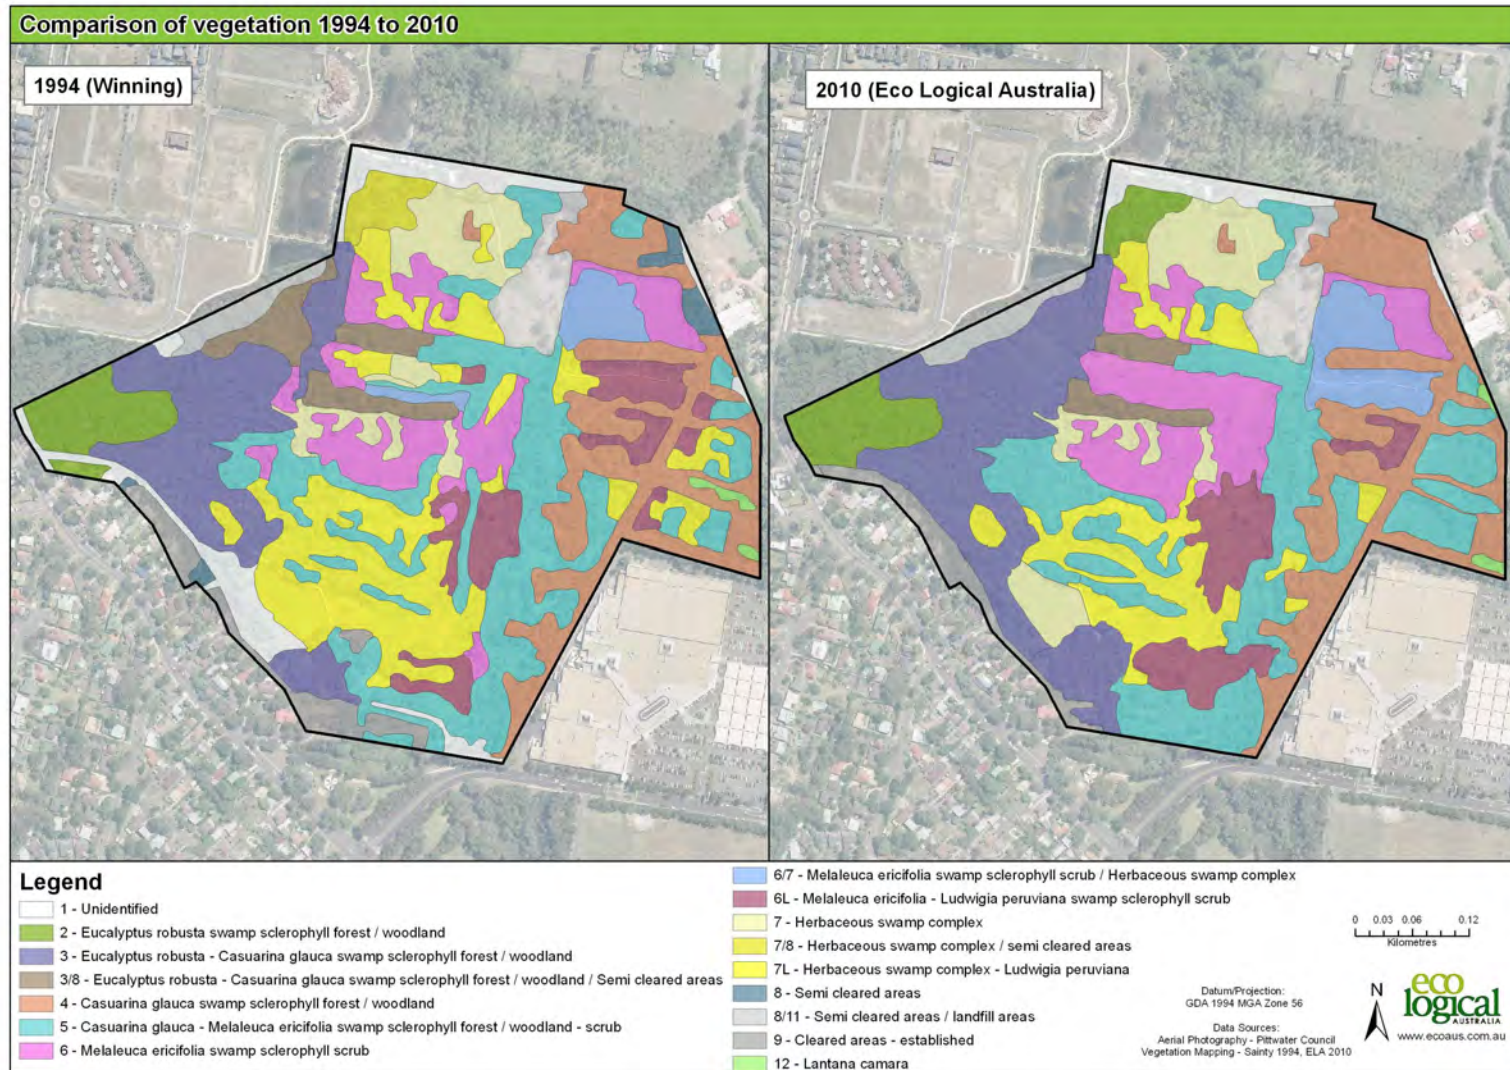 Comparison of vegetation 1994 to 2010
1994 (Winning)
2010 (Eco Logical Australia)
Legend
1 - Unidentified
2 - Eucalyptus robusta swamp sclerophyll forest / woodland
3 - Eucalyptus robusta - Casuarina glauca swamp sclerophyll forest / woodland
3/8 - Eucalyptus robusta - Casuarina glauca swamp sclerophyll forest / woodland / Semi cleared areas
4 - Casuarina glauca swamp sclerophyll forest / woodland
5 - Casuarina glauca - Melaleuca ericifolia swamp sclerophyll forest / woodland - scrub
6 - Melaleuca ericifolia swamp sclerophyll scrub
6/7 - Melaleuca ericifolia swamp sclerophyll scrub / Herbaceous swamp complex
6L - Melaleuca ericifolia - Ludwigia peruviana swamp sclerophyll scrub
7 - Herbaceous swamp complex
7/8 - Herbaceous swamp complex / semi cleared areas
7L - Herbaceous swamp complex - Ludwigia peruviana
8 - Semi cleared areas
8/11 - Semi cleared areas / landfill areas
9 - Cleared areas - established
12 - Lantana camara
0 0.03 0.06 0.12
Kilometres
Datum/Projection:
GDA 1994 MGA Zone 56
Data Sources:
Aerial Photography - Pittwater Council
Vegetation Mapping - Sainty 1994, ELA 2010
N
eco
logical
AUSTRALIA
www.ecoaus.com.au